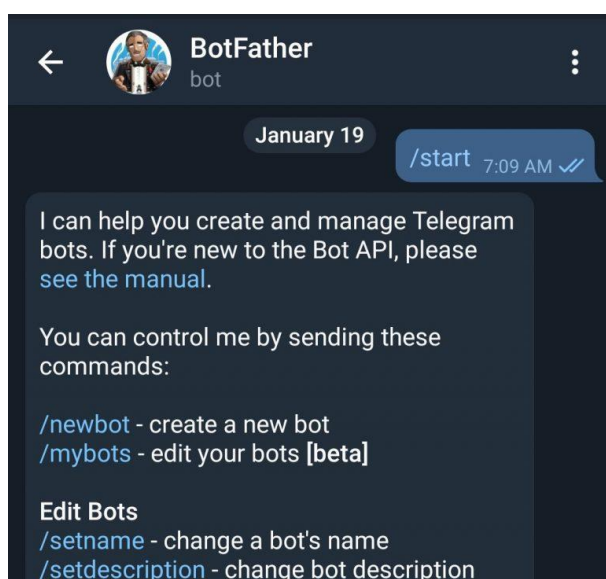 BotFather
bot
January 19
/start 7:09 AM
I can help you create and manage Telegram
bots. If you're new to the Bot API, please
see the manual.
You can control me by sending these
commands:
/newbot - create a new bot
/mybots - edit your bots [beta]
Edit Bots
/setname - change a bot's name
/setdescription - change bot description